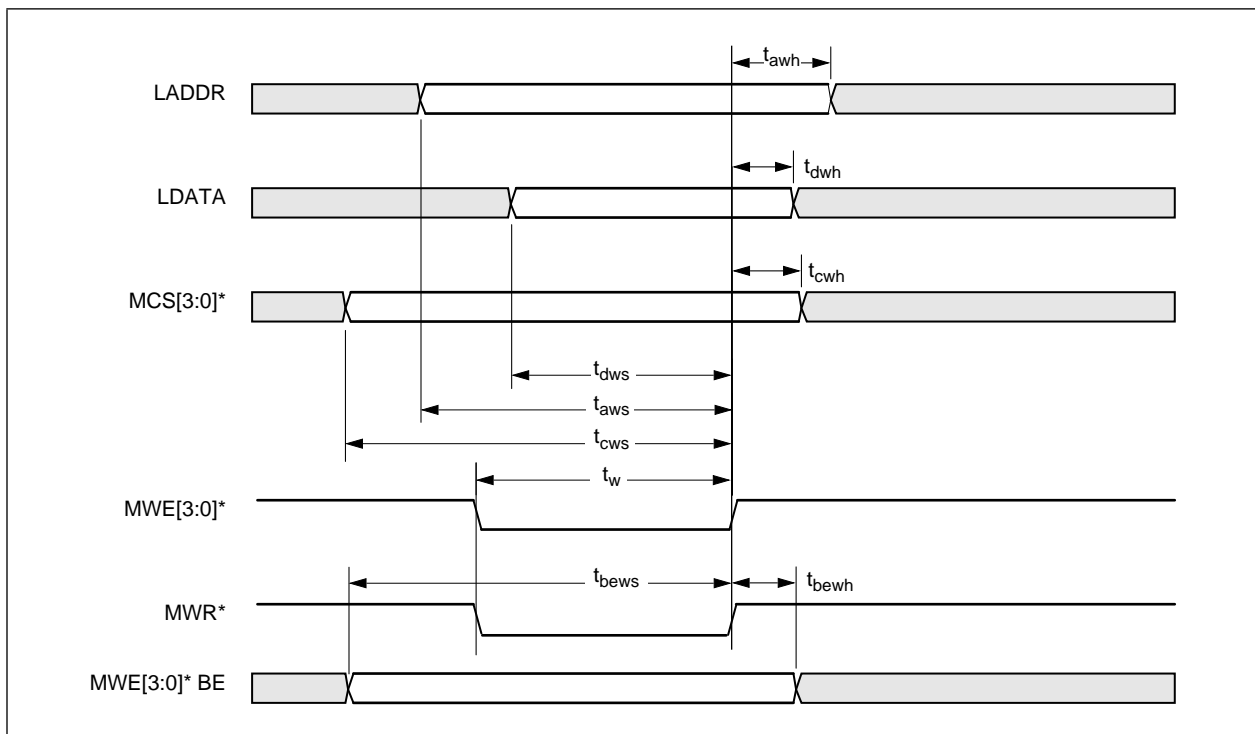 t_awh
LADDR
t_dwh
LDATA
t_cwh
MCS[3:0]*
t_dws
t_aws
t_cws
t_w
MWE[3:0]*
t_bews
t_bewh
MWR*
MWE[3:0]* BE